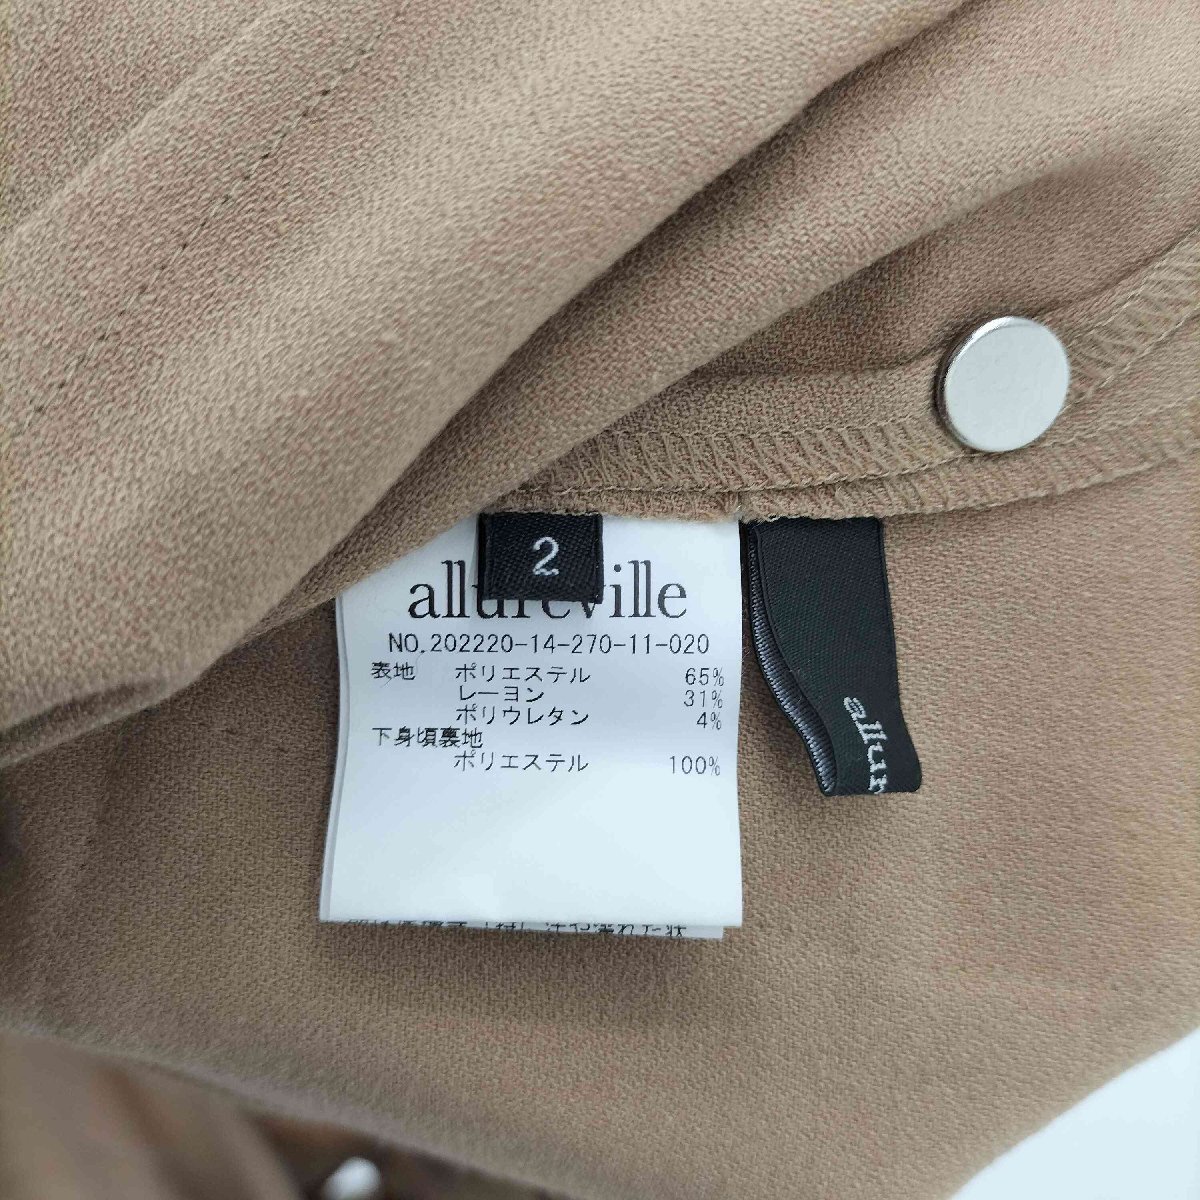 2
allureville
NO.202220-14-270-11-020
表地 ポリエステル 65%
レーヨン 31%
ポリウレタン 4%
下身頃裏地
ポリエステル 100%
allur